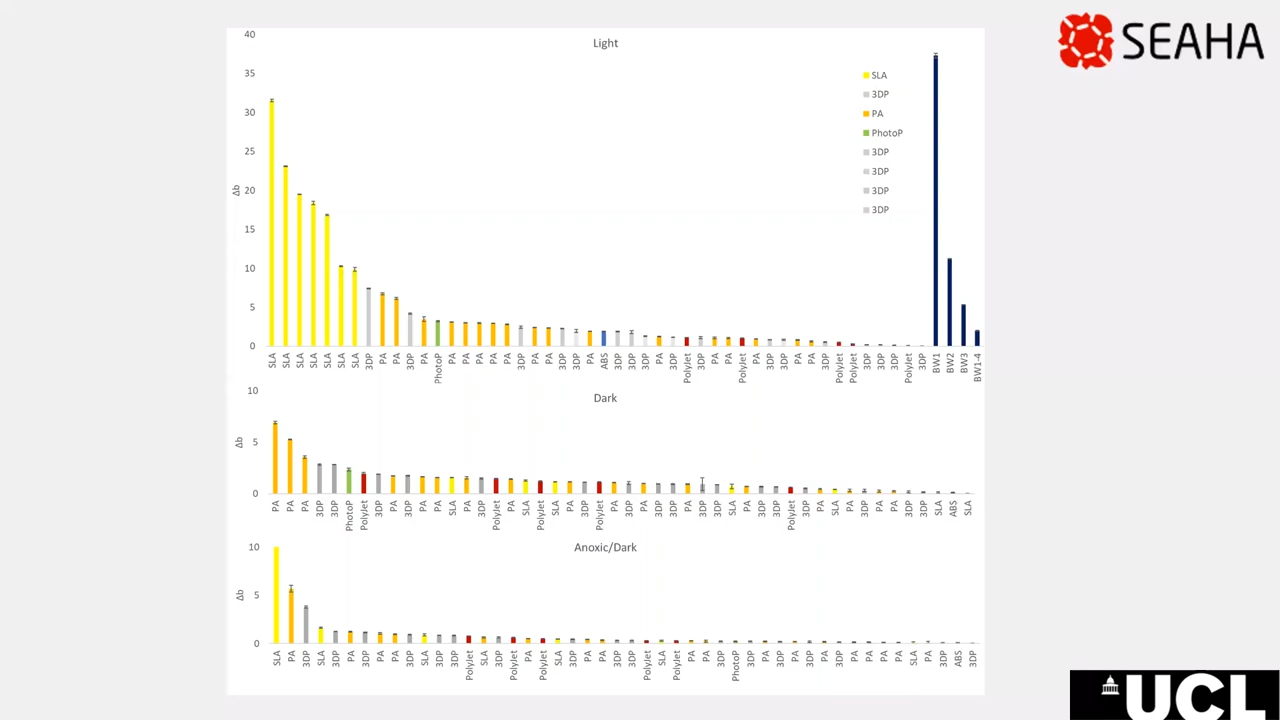 SEAHA
Light
40
35
30
25
20
15
10
5
0
Δb
SLA
3DP
PA
PhotoP
3DP
3DP
3DP
3DP
SLA SLA SLA SLA SLA SLA SLA 3DP PA PA 3DP PA PhotoP PA PA PA PA PA 3DP PA PA 3DP 3DP PA ABS 3DP 3DP 3DP PA 3DP PolyJet 3DP PA PA PolyJet PA 3DP 3DP PA PA 3DP PolyJet PolyJet 3DP 3DP 3DP PolyJet 3DP BW1 BW2 BW3 BW1-4
Dark
10
5
0
Δb
PA PA PA 3DP 3DP PhotoP PolyJet 3DP PA 3DP PA PA SLA PA 3DP PolyJet PA SLA PolyJet SLA PA 3DP PolyJet PA 3DP PA 3DP 3DP PA 3DP 3DP SLA PA 3DP 3DP PolyJet 3DP PA SLA PA 3DP PA PA 3DP 3DP SLA ABS SLA
Anoxic/Dark
10
5
0
Δb
SLA PA 3DP SLA 3DP PA 3DP PA PA 3DP SLA 3DP 3DP PolyJet SLA 3DP PolyJet PA PolyJet SLA 3DP PA PA 3DP 3DP PolyJet SLA PolyJet PA PA 3DP PhotoP 3DP PA 3DP PA 3DP PA 3DP PA PA PA PA SLA PA 3DP ABS 3DP
UCL